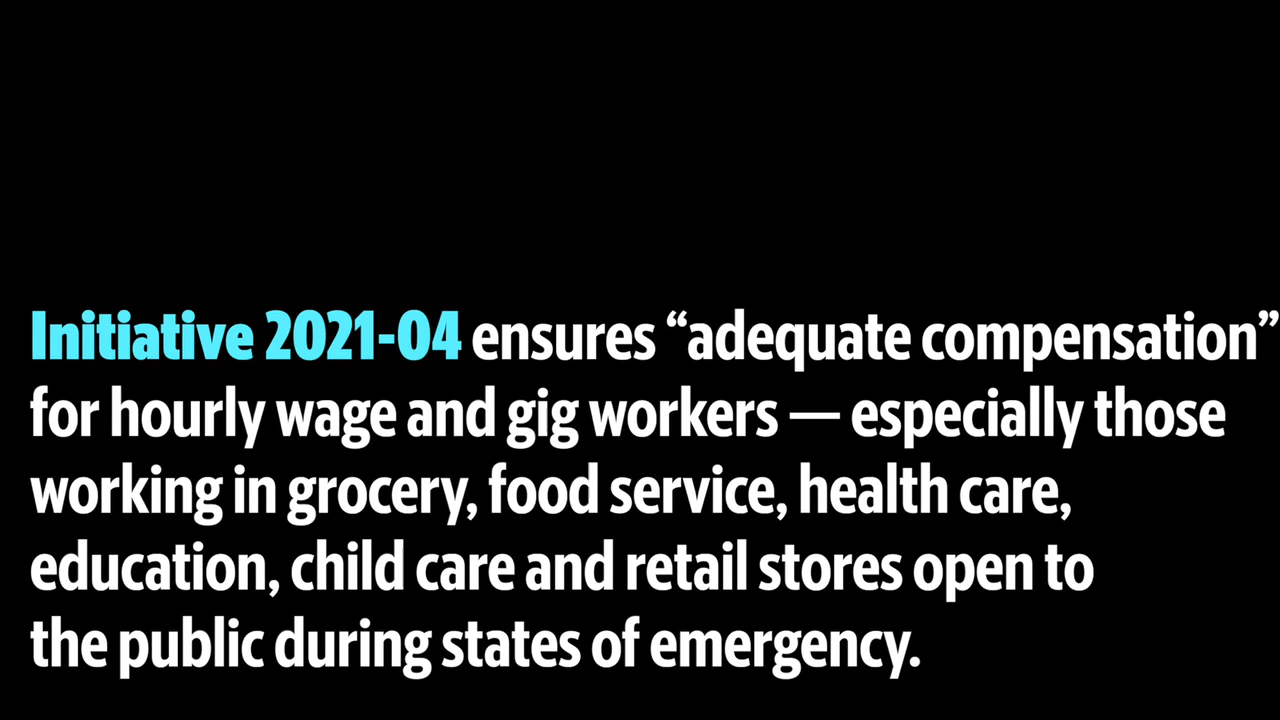 Initiative 2021-04 ensures “adequate compensation”
for hourly wage and gig workers — especially those
working in grocery, food service, health care,
education, child care and retail stores open to
the public during states of emergency.